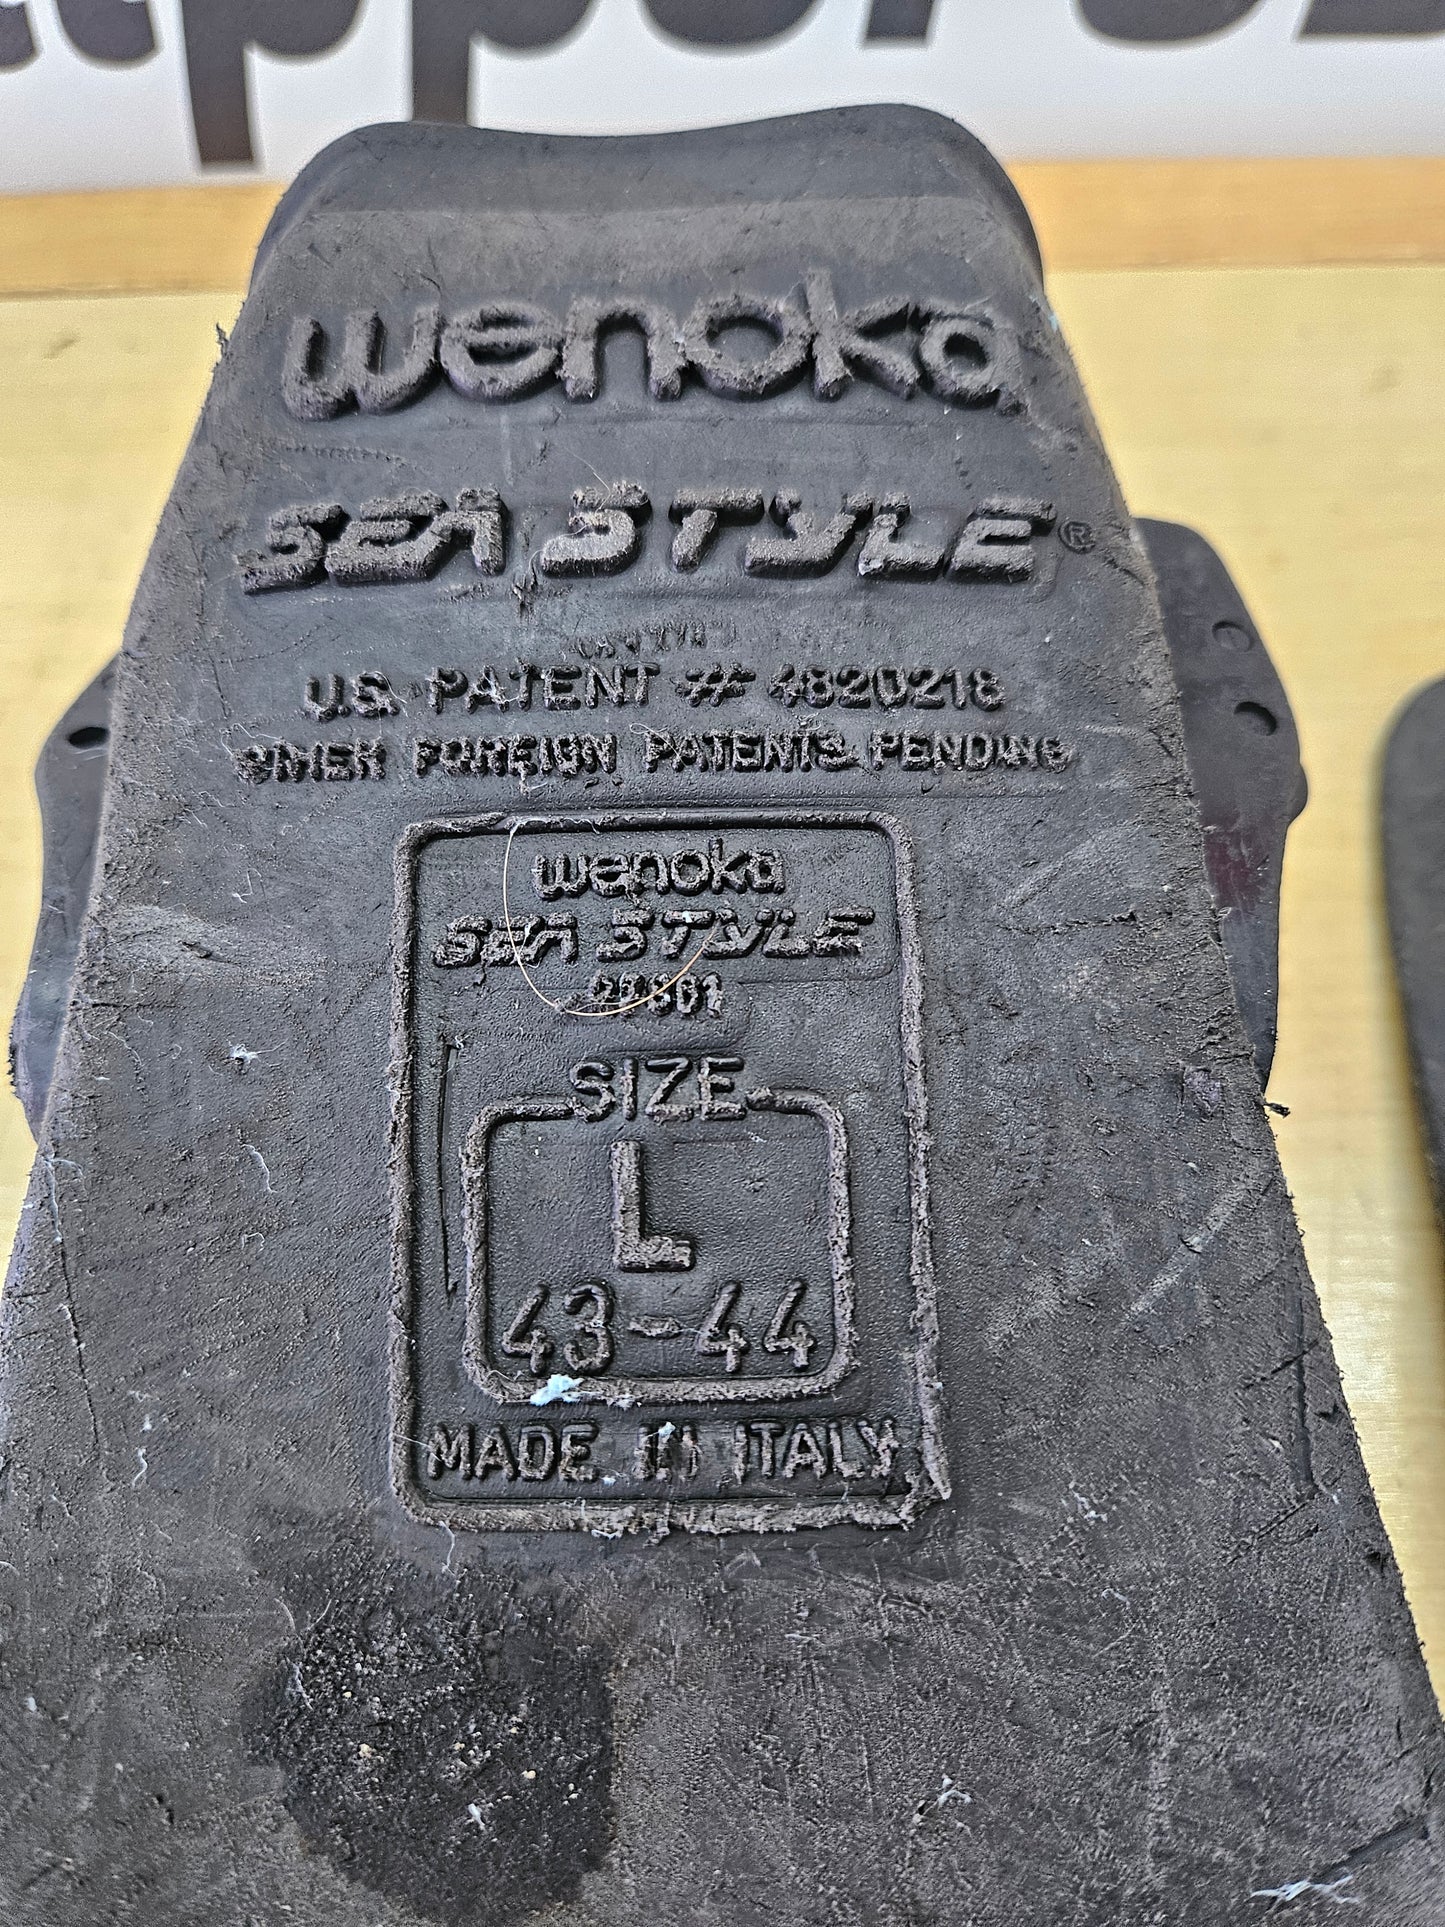 wenoka
SEA STYLE®
U.S. PATENT # 4820218
OTHER FOREIGN PATENTS PENDING
wenoka
SEA STYLE
SIZE
L
43-44
MADE IN ITALY